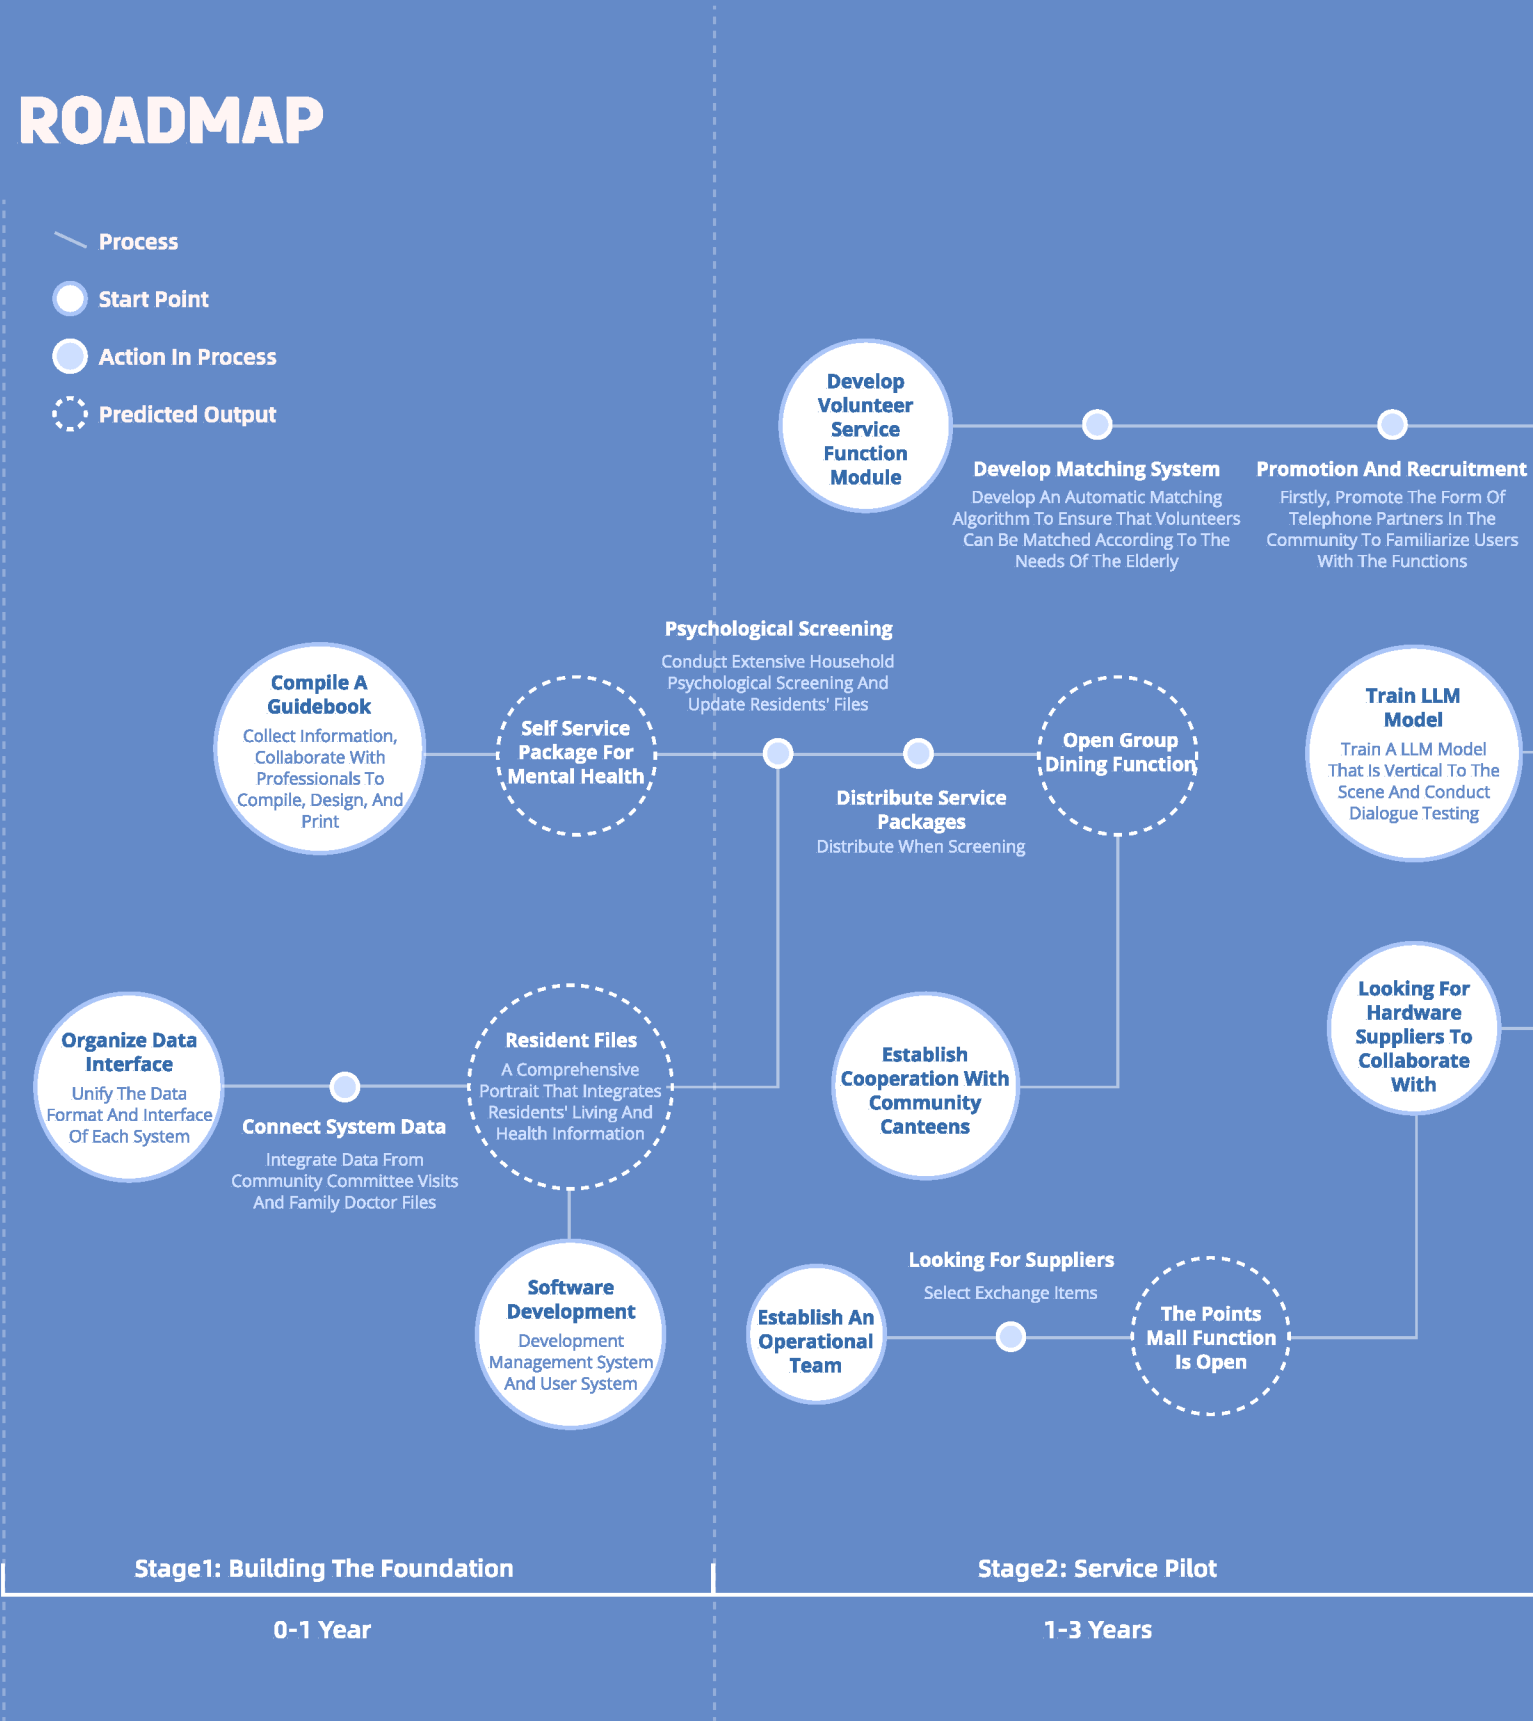 ROADMAP
Process
Start Point
Action In Process
Predicted Output
Develop
Volunteer
Service
Function
Module
Develop Matching System
Develop An Automatic Matching
Algorithm To Ensure That Volunteers
Can Be Matched According To The
Needs Of The Elderly
Promotion And Recruitment
Firstly, Promote The Form Of
Telephone Partners In The
Community To Familiarize Users
With The Functions
Compile A
Guidebook
Collect Information,
Collaborate With
Professionals To
Compile, Design, And
Print
Self Service
Package For
Mental Health
Psychological Screening
Conduct Extensive Household
Psychological Screening And
Update Residents' Files
Distribute Service
Packages
Distribute When Screening
Open Group
Dining Function
Train LLM
Model
Train A LLM Model
That Is Vertical To The
Scene And Conduct
Dialogue Testing
Organize Data
Interface
Unify The Data
Format And Interface
Of Each System
Connect System Data
Integrate Data From
Community Committee Visits
And Family Doctor Files
Resident Files
A Comprehensive
Portrait That Integrates
Residents' Living And
Health Information
Software
Development
Development
Management System
And User System
Establish
Cooperation With
Community
Canteens
Looking For
Hardware
Suppliers To
Collaborate
With
Establish An
Operational
Team
Looking For Suppliers
Select Exchange Items
The Points
Mall Function
Is Open
Stage1: Building The Foundation
0-1 Year
Stage2: Service Pilot
1-3 Years